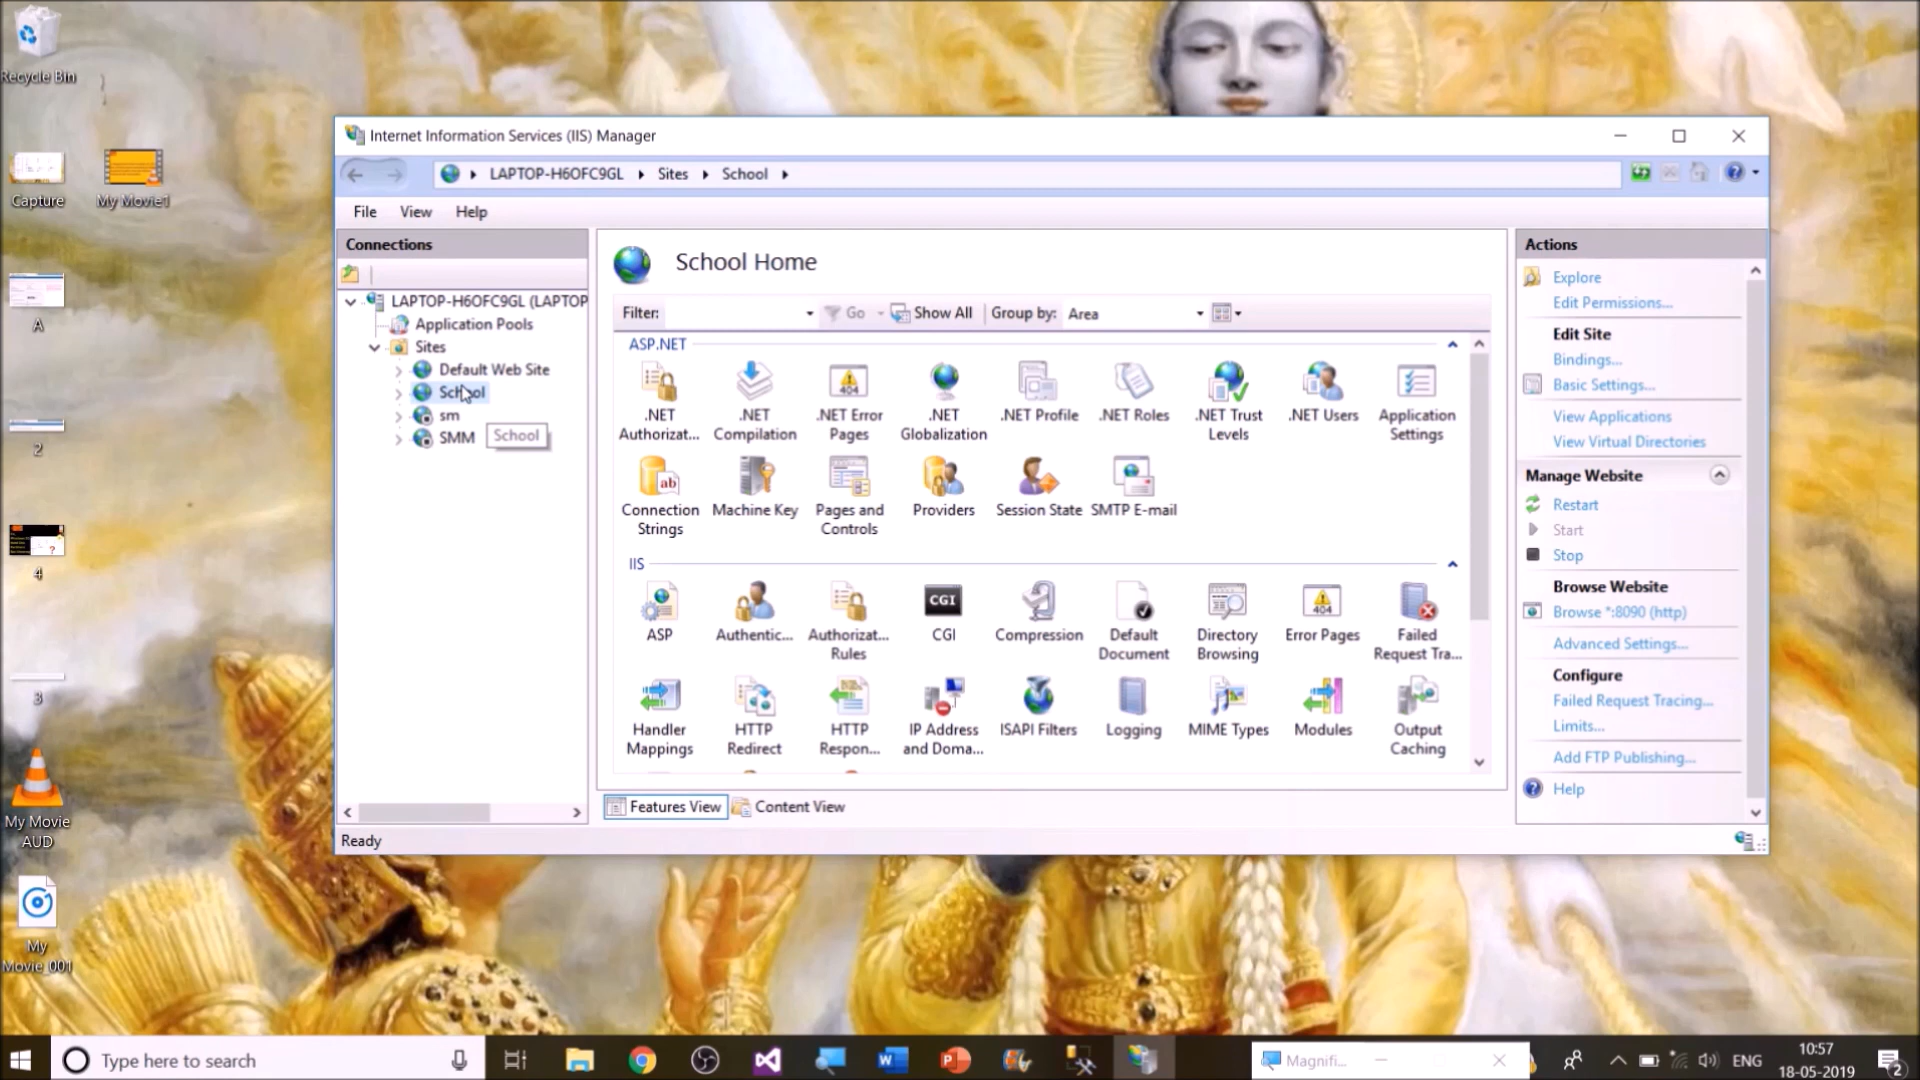 Recycle Bin
Capture
My Movie1
A
2
4
3
My Movie
AUD
My
Movie_001
Internet Information Services (IIS) Manager
LAPTOP-H6OFC9GL
Sites
School
File
View
Help
Connections
LAPTOP-H6OFC9GL (LAPTOP
Application Pools
Sites
Default Web Site
School
sm
SMM
School
School Home
Filter:
Go
Show All
Group by:
Area
ASP.NET
.NET
Authorizat...
.NET
Compilation
.NET Error
Pages
.NET
Globalization
.NET Profile
.NET Roles
.NET Trust
Levels
.NET Users
Application
Settings
Connection
Strings
Machine Key
Pages and
Controls
Providers
Session State
SMTP E-mail
IIS
ASP
Authentic...
Authorizat...
Rules
CGI
CGI
Compression
Default
Document
Directory
Browsing
Error Pages
Failed
Request Tra...
Handler
Mappings
HTTP
Redirect
HTTP
Respon...
IP Address
and Doma...
ISAPI Filters
Logging
MIME Types
Modules
Output
Caching
Features View
Content View
Actions
Explore
Edit Permissions...
Edit Site
Bindings...
Basic Settings...
View Applications
View Virtual Directories
Manage Website
Restart
Start
Stop
Browse Website
Browse *:8090 (http)
Advanced Settings...
Configure
Failed Request Tracing...
Limits...
Add FTP Publishing...
Help
Ready
Type here to search
Magnifi...
ENG
10:57
18-05-2019
2